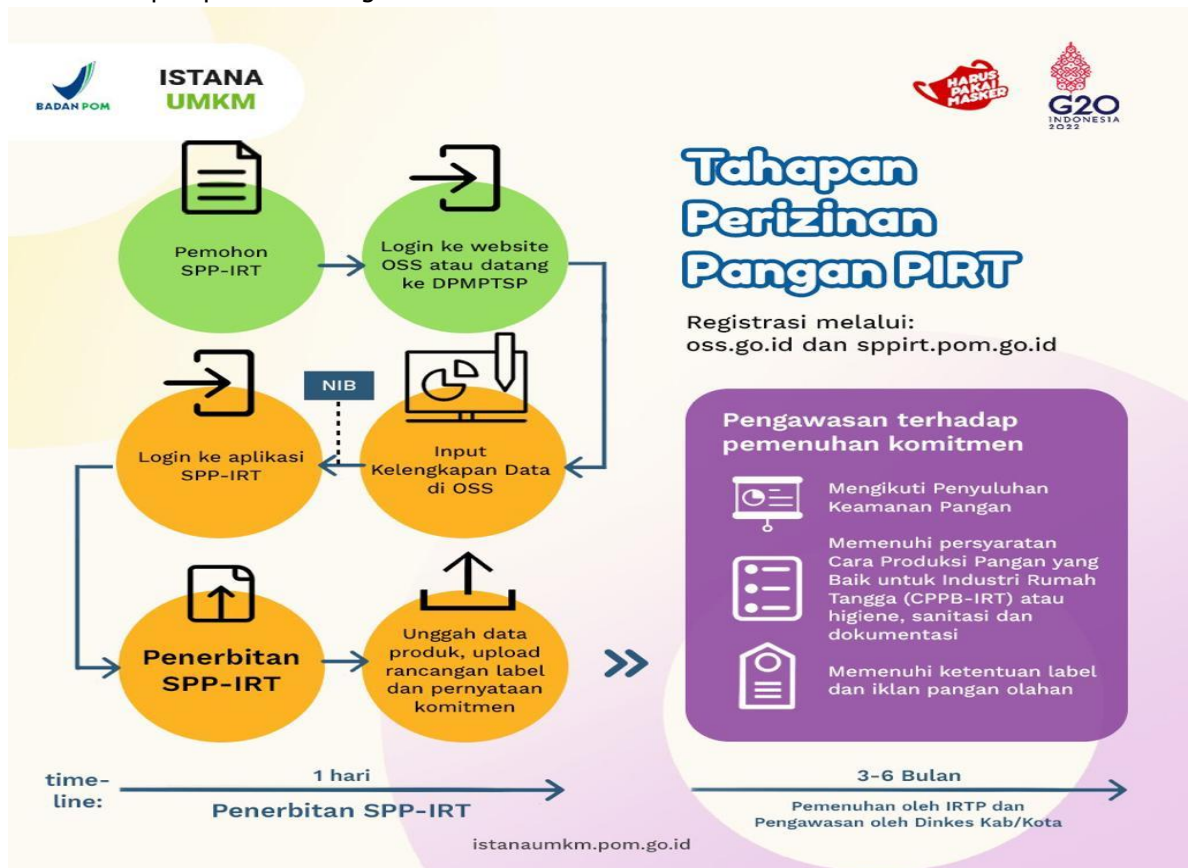 BADAN POM
ISTANA
UMKM
HARUS
PAKAI
MASKER
G20
INDONESIA
2022
Tahapan
Perizinan
Pangan PIRT
Registrasi melalui:
oss.go.id dan sppirt.pom.go.id
Pemohon
SPP-IRT
Login ke website
OSS atau datang
ke DPMPTSP
Input
Kelengkapan Data
di OSS
NIB
Login ke aplikasi
SPP-IRT
Penerbitan
SPP-IRT
Unggah data
produk, upload
rancangan label
dan pernyataan
komitmen
Pengawasan terhadap
pemenuhan komitmen
Mengikuti Penyuluhan
Keamanan Pangan
Memenuhi persyaratan
Cara Produksi Pangan yang
Baik untuk Industri Rumah
Tangga (CPPB-IRT) atau
higiene, sanitasi dan
dokumentasi
Memenuhi ketentuan label
dan iklan pangan olahan
time-
line:
1 hari
Penerbitan SPP-IRT
3-6 Bulan
Pemenuhan oleh IRTP dan
Pengawasan oleh Dinkes Kab/Kota
istanaumkm.pom.go.id